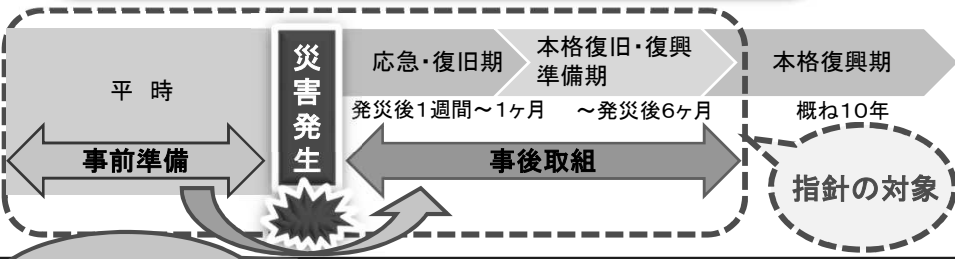 平 時
災害発生
応急・復旧期
本格復旧・復興
準備期
本格復興期
発災後1週間~1ヶ月
~発災後6ヶ月
概ね10年
事前準備
事後取組
指針の対象